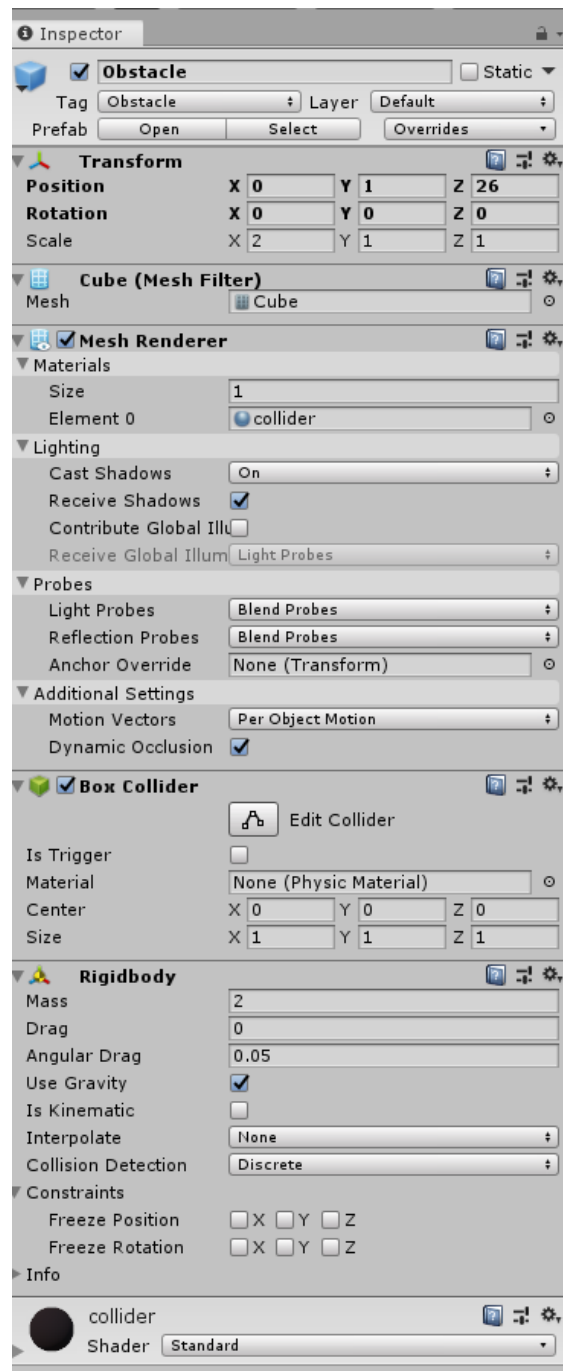 Inspector
Obstacle Static
Tag Obstacle Layer Default
Prefab Open Select Overrides
Transform
Position X 0 Y 1 Z 26
Rotation X 0 Y 0 Z 0
Scale X 2 Y 1 Z 1
Cube (Mesh Filter)
Mesh Cube
Mesh Renderer
Materials
Size 1
Element 0 collider
Lighting
Cast Shadows On
Receive Shadows
Contribute Global Illu
Receive Global Illum Light Probes
Probes
Light Probes Blend Probes
Reflection Probes Blend Probes
Anchor Override None (Transform)
Additional Settings
Motion Vectors Per Object Motion
Dynamic Occlusion
Box Collider
Edit Collider
Is Trigger
Material None (Physic Material)
Center X 0 Y 0 Z 0
Size X 1 Y 1 Z 1
Rigidbody
Mass 2
Drag 0
Angular Drag 0.05
Use Gravity
Is Kinematic
Interpolate None
Collision Detection Discrete
Constraints
Freeze Position X Y Z
Freeze Rotation X Y Z
Info
collider
Shader Standard